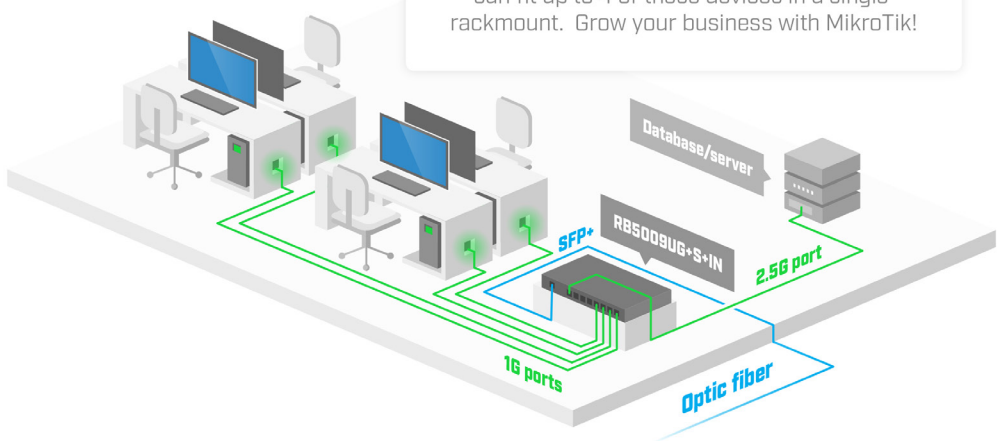 rackmount. Grow your business with MikroTik!
Database/server
RB5009UG+S+IN
SFP+
2.5G port
1G ports
Optic fiber